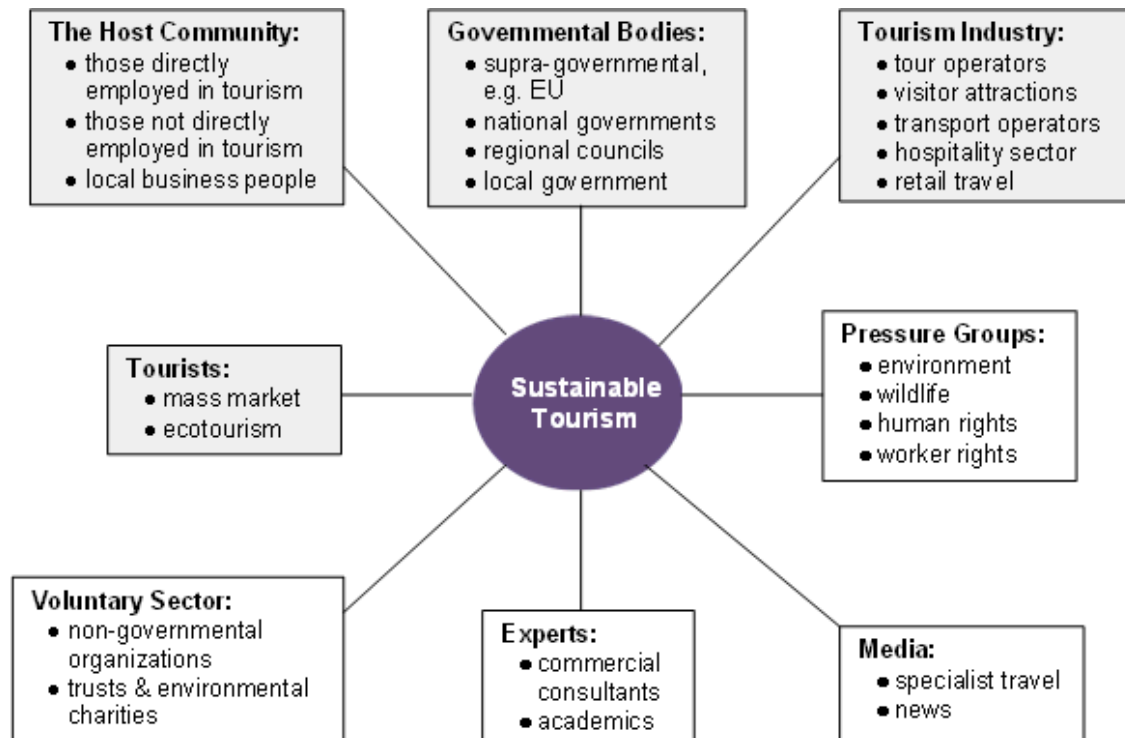 The Host Community:
• those directly
employed in tourism
• those not directly
employed in tourism
• local business people
Governmental Bodies:
• supra-governmental,
e.g. EU
• national governments
• regional councils
• local government
Tourism Industry:
• tour operators
• visitor attractions
• transport operators
• hospitality sector
• retail travel
Tourists:
• mass market
• ecotourism
Sustainable
Tourism
Pressure Groups:
• environment
• wildlife
• human rights
• worker rights
Voluntary Sector:
• non-governmental
organizations
• trusts & environmental
charities
Experts:
• commercial
consultants
• academics
Media:
• specialist travel
• news